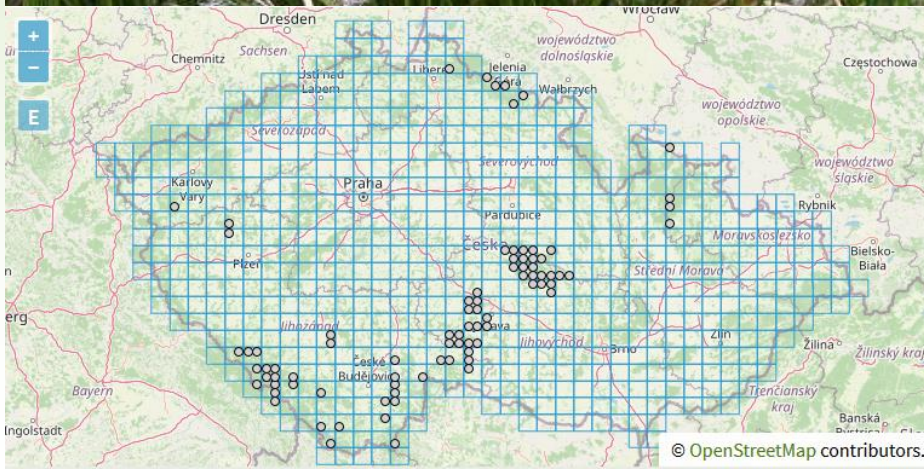 +
−
E
Dresden
Chemnitz
Sachsen
Wrocław
województwo
dolnośląskie
Częstochowa
Jelenia
Góra
Wałbrzych
Liberec
Ústí nad
Labem
Severozápad
województwo
opolskie
Karlovy
Vary
Praha
Severovýchod
województwo
śląskie
Pardubice
Rybnik
Moravskoslezsko
Bielsko-
Biała
Plzeň
Česko
Střední Morava
Jihozápad
Jihovýchod
Brno
Zlín
Žilina
Žilinský kraj
České
Budějovice
Bayern
Trenčianský
kraj
Ingolstadt
Banská
© OpenStreetMap contributors.